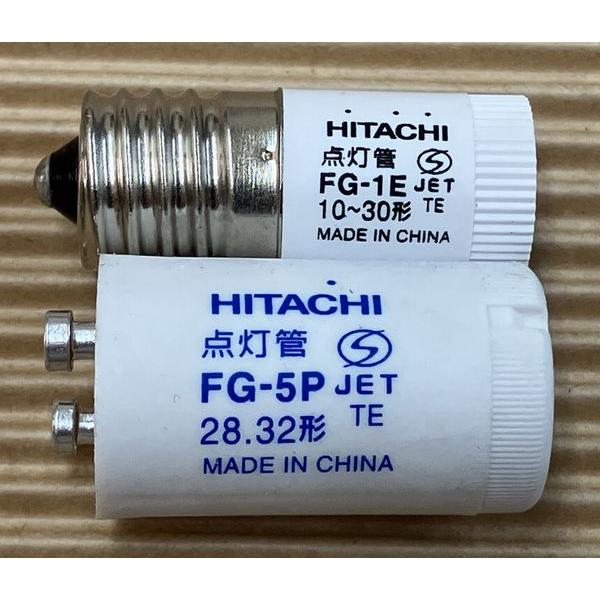 HITACHI
点灯管
FG-1E JET
10~30形 TE
MADE IN CHINA
HITACHI
点灯管
FG-5P JET
28.32形 TE
MADE IN CHINA